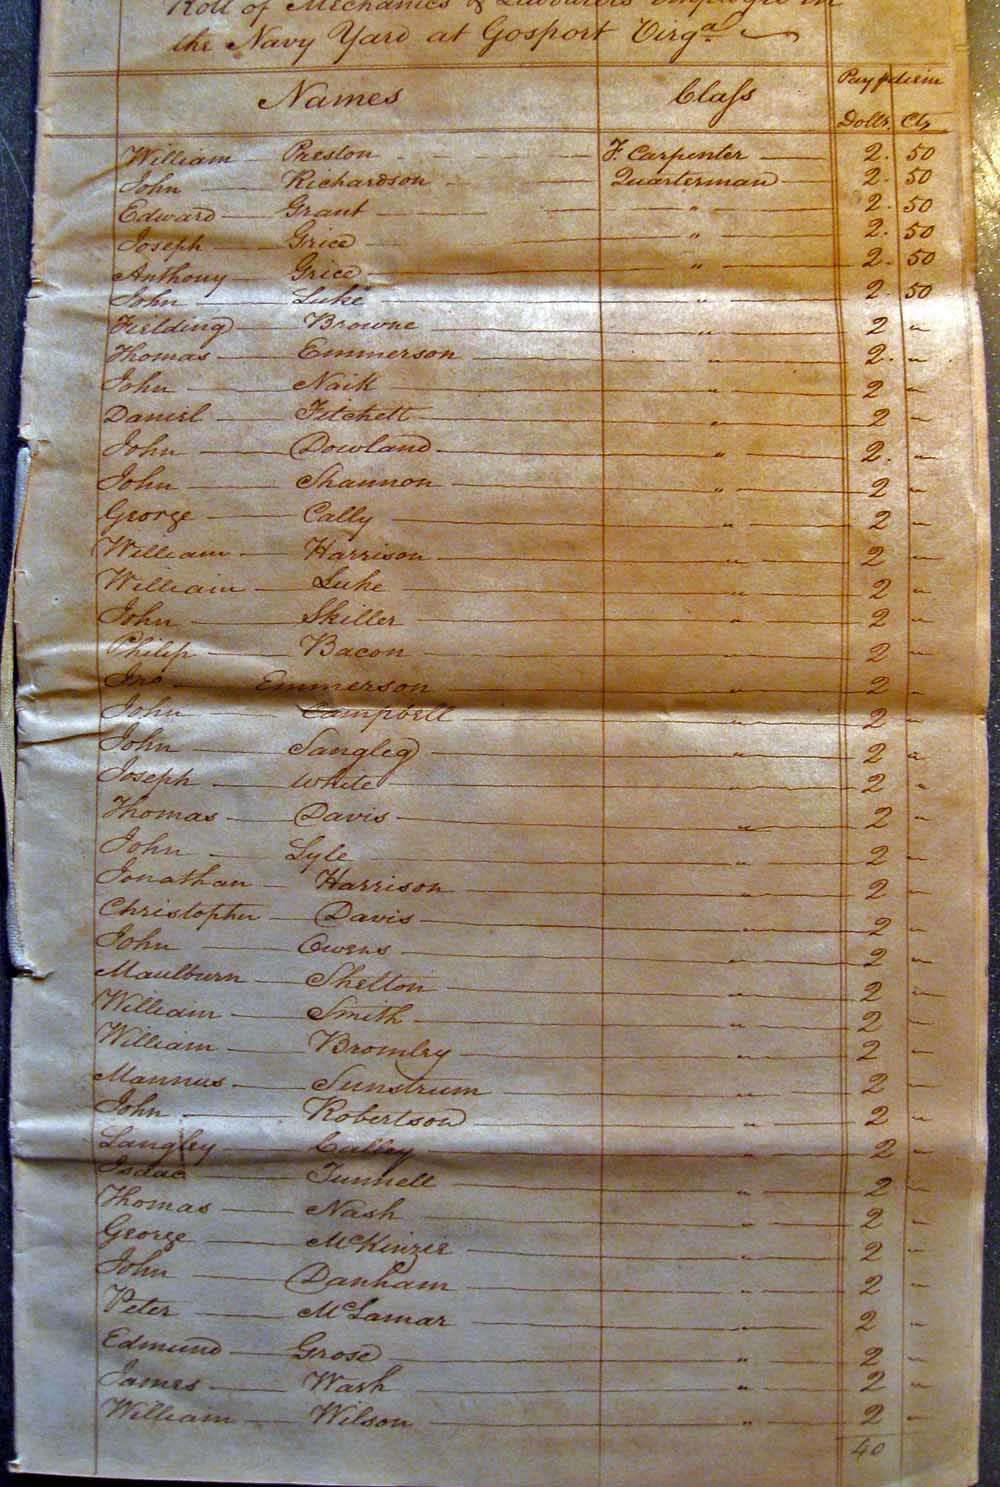 Roll of Mechanics & Labourers employed in
the Navy Yard at Gosport Virga.
Names Class Pay p diem
Dolls. Cts
William Preston F. Carpenter 2. 50
John Richardson Quarterman 2. 50
Edward Grant " 2. 50
Joseph Grice " 2. 50
Anthony Grice " 2. 50
John Luke " 2. 50
Fielding Browne " 2 "
Thomas Emmerson " 2. "
John Naik " 2 "
Daniel Fitchett " 2 "
John Dowland " 2. "
John Shannon " 2 "
George Cally " 2 "
William Harrison " 2 "
William Luke " 2 "
John Skiller " 2 "
Philip Bacon " 2 "
Jno Emmerson " 2 "
John Campbell " 2 "
John Langley " 2 "
Joseph White " 2 "
Thomas Davis " 2 "
John Lyle " 2 "
Jonathan Harrison " 2 "
Christopher Davis " 2 "
John Owens " 2 "
Maulburn Shelton " 2 "
William Smith " 2 "
William Bromley " 2 "
Mannus Sunstrum " 2 "
John Robertson " 2 "
Langley Culley " 2 "
Isaac Tunnell " 2 "
Thomas Nash " 2 "
George McKinzee " 2 "
John Danham " 2 "
Peter McLamar " 2 "
Edmund Grose " 2 "
James Wash " 2 "
William Wilson " 2 "
40